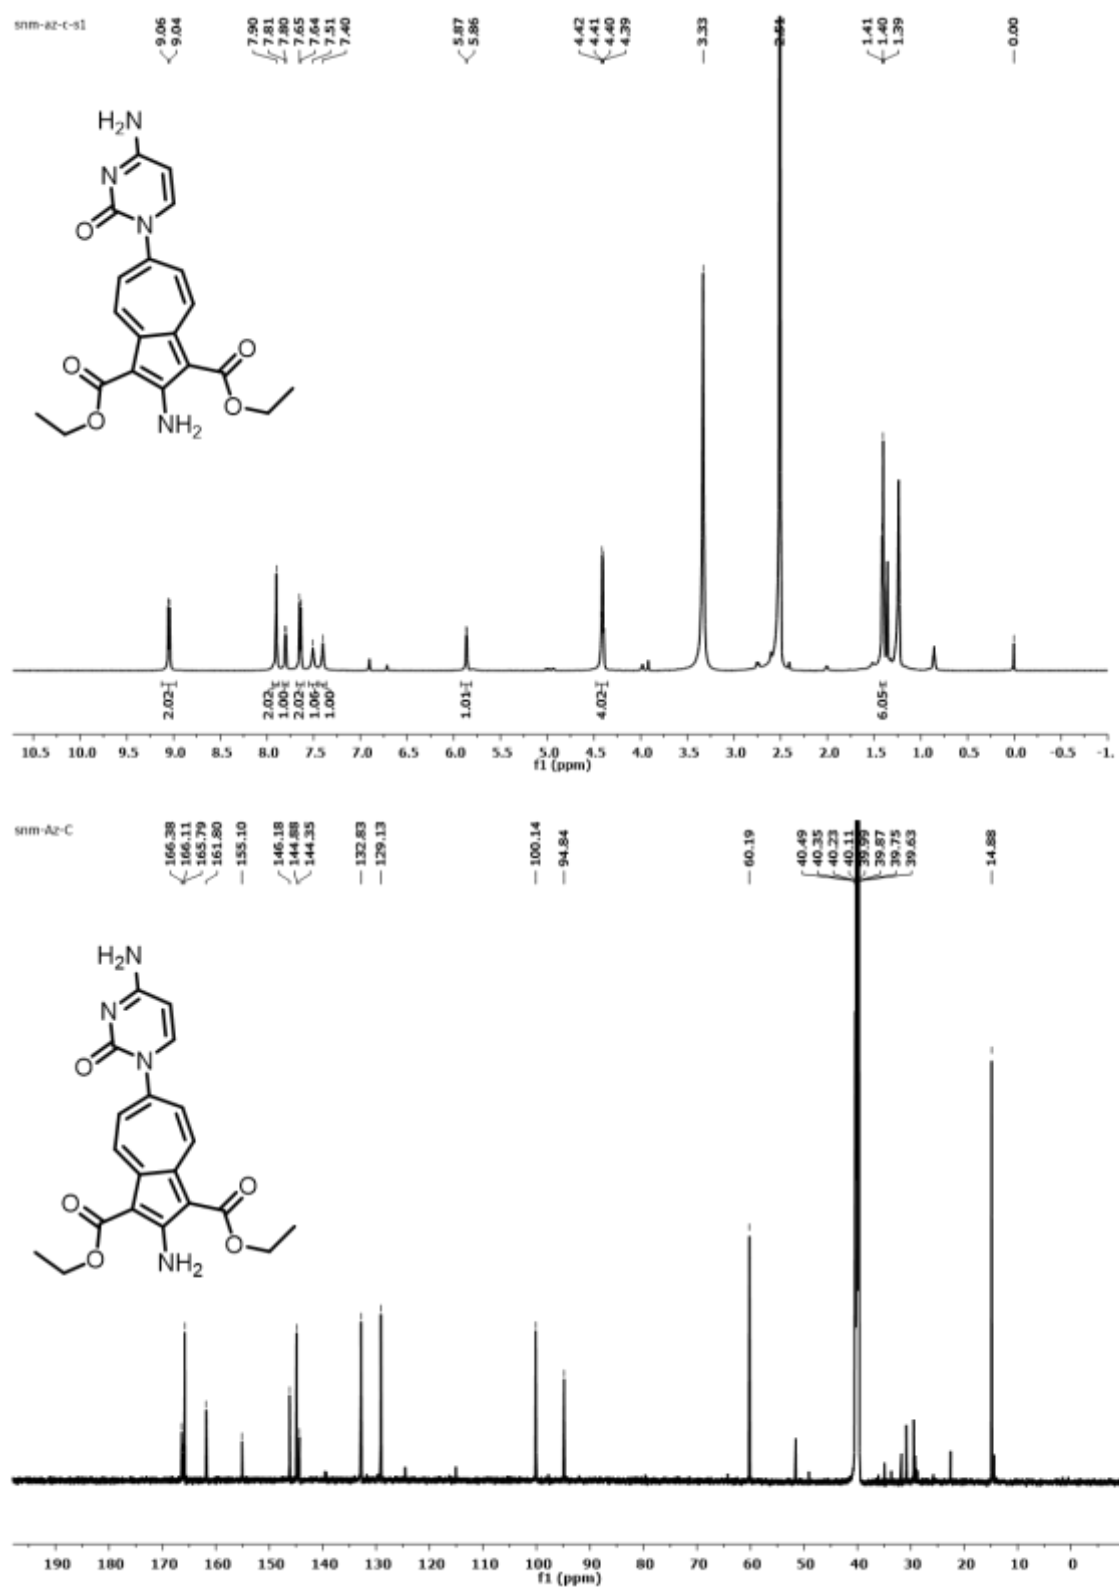 snm-az-c-s1
9.06
9.04
7.90
7.81
7.80
7.65
7.64
7.51
7.40
5.87
5.86
4.42
4.41
4.40
4.39
3.33
2.51
1.41
1.40
1.39
0.00
H₂N
N
O
N
O
O
O
O
NH₂
2.02
2.02
1.00
2.02
1.06
1.00
1.01
4.02
6.05
10.5 10.0 9.5 9.0 8.5 8.0 7.5 7.0 6.5 6.0 5.5 5.0 4.5 4.0 3.5 3.0 2.5 2.0 1.5 1.0 0.5 0.0 -0.5 -1.
f1 (ppm)
snm-Az-C
166.38
166.11
165.79
161.80
155.10
146.18
144.88
144.35
132.83
129.13
100.14
94.84
60.19
40.49
40.35
40.23
40.11
39.99
39.87
39.75
39.63
14.88
H₂N
N
O
N
O
O
O
O
NH₂
190 180 170 160 150 140 130 120 110 100 90 80 70 60 50 40 30 20 10 0
f1 (ppm)